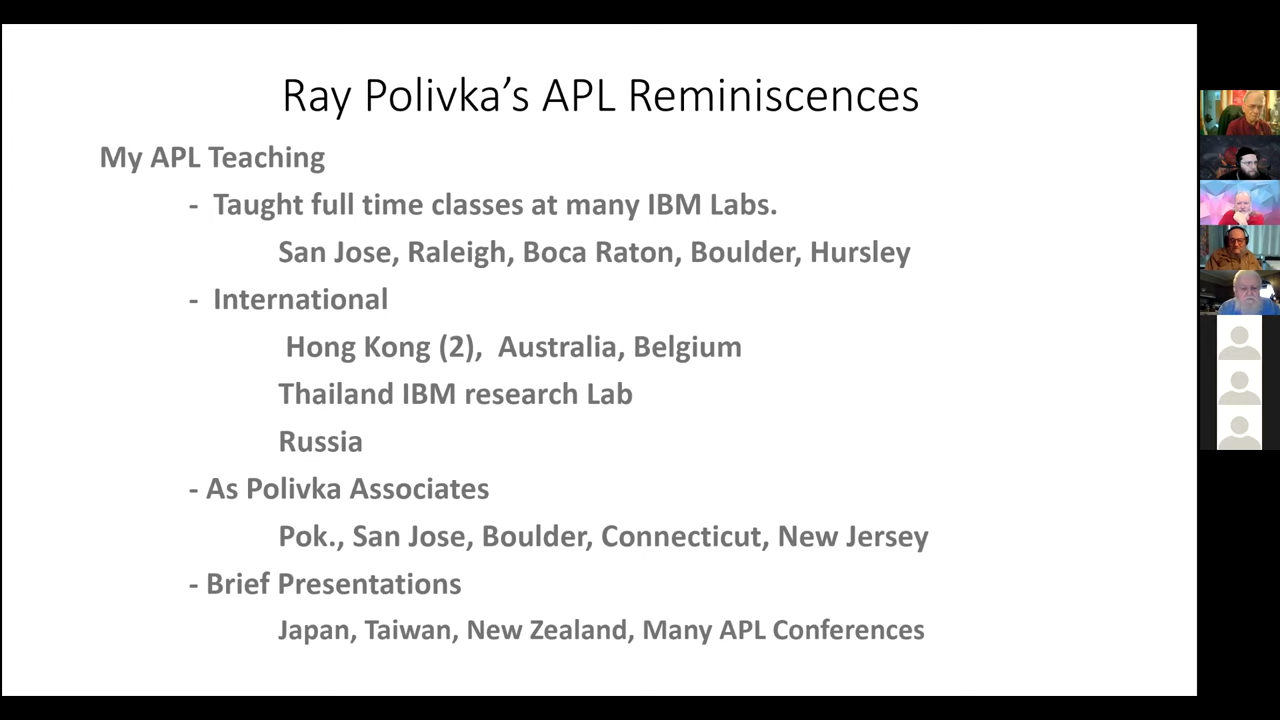 Ray Polivka’s APL Reminiscences
My APL Teaching
- Taught full time classes at many IBM Labs.
San Jose, Raleigh, Boca Raton, Boulder, Hursley
- International
Hong Kong (2), Australia, Belgium
Thailand IBM research Lab
Russia
- As Polivka Associates
Pok., San Jose, Boulder, Connecticut, New Jersey
- Brief Presentations
Japan, Taiwan, New Zealand, Many APL Conferences